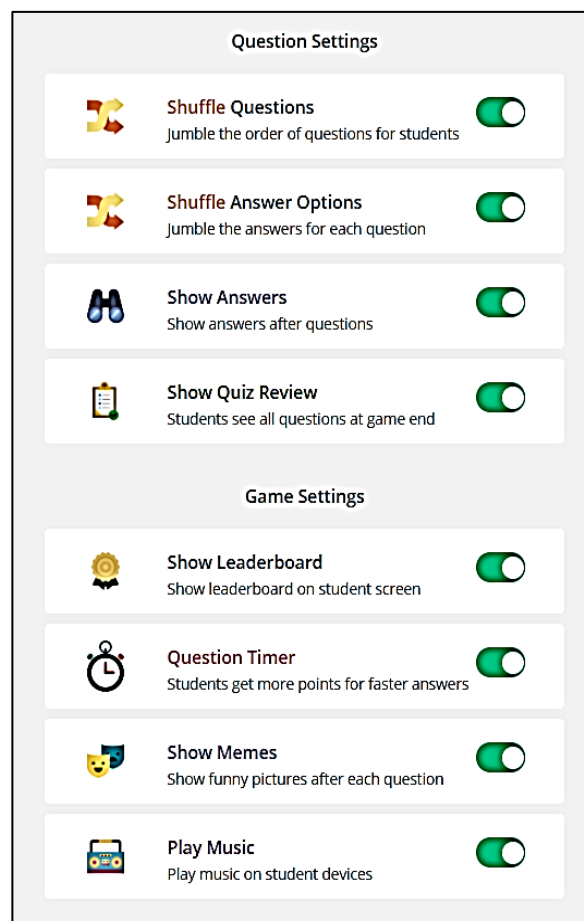 Question Settings
Shuffle Questions
Jumble the order of questions for students
Shuffle Answer Options
Jumble the answers for each question
Show Answers
Show answers after questions
Show Quiz Review
Students see all questions at game end
Game Settings
Show Leaderboard
Show leaderboard on student screen
Question Timer
Students get more points for faster answers
Show Memes
Show funny pictures after each question
Play Music
Play music on student devices